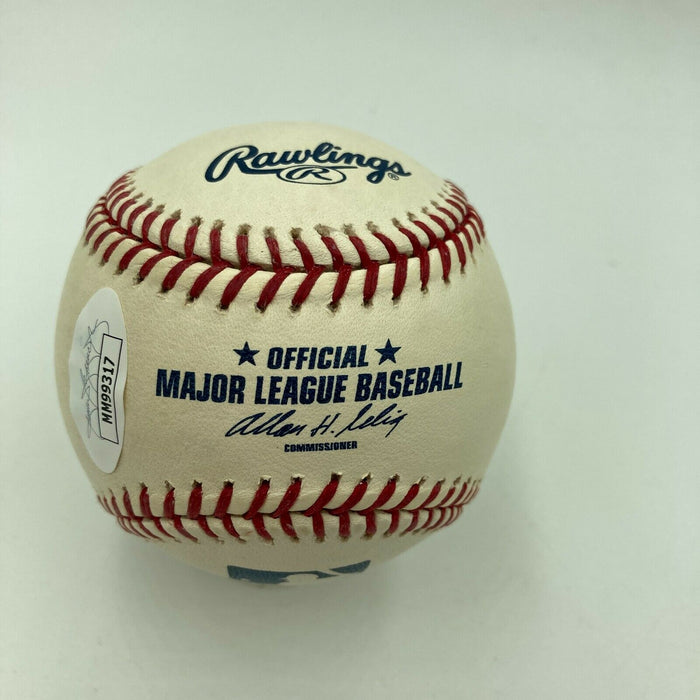 Rawlings®
R
★ OFFICIAL ★
MAJOR LEAGUE BASEBALL
Allan H. Selig
COMMISSIONER
MM99317